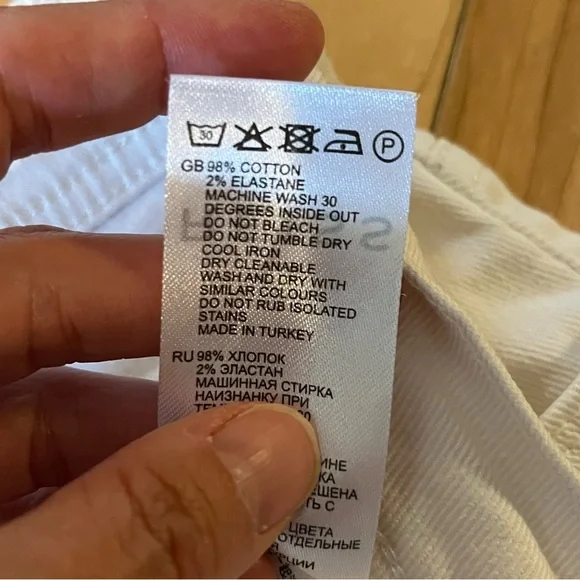 30 P
GB 98% COTTON
2% ELASTANE
MACHINE WASH 30
DEGREES INSIDE OUT
DO NOT BLEACH
DO NOT TUMBLE DRY
COOL IRON
DRY CLEANABLE
WASH AND DRY WITH
SIMILAR COLOURS
DO NOT RUB ISOLATED
STAINS
MADE IN TURKEY
RU 98% ХЛОПОК
2% ЭЛАСТАН
МАШИННАЯ СТИРКА
НАИЗНАНКУ ПРИ
ЦВЕТА